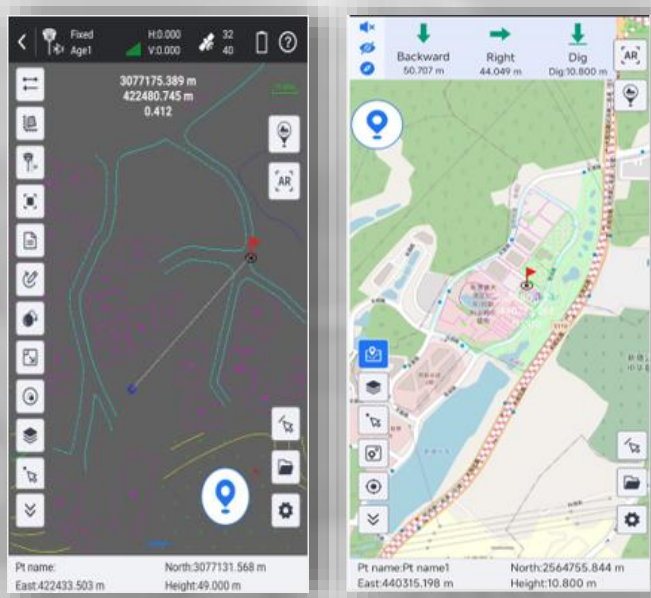 Fixed
Age1
H:0.000
V:0.000
32
40
3077175.389 m
422480.745 m
0.412
AR
Pt name:
North:3077131.568 m
East:422433.503 m
Height:49.000 m
Backward
50.707 m
Right
44.049 m
Dig
Dig:10.800 m
AR
Pt name:Pt name1
North:2564755.844 m
East:440315.198 m
Height:10.800 m